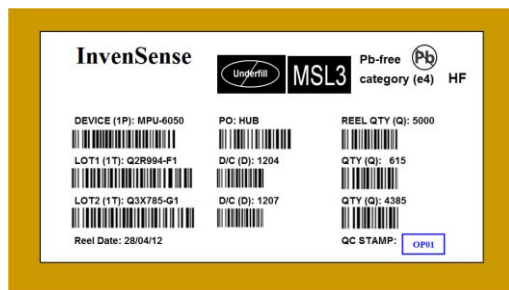 InvenSense
Underfill
MSL3
Pb-free
category (e4)
Pb
HF
DEVICE (1P): MPU-6050
PO: HUB
REEL QTY (Q): 5000
LOT1 (1T): Q2R994-F1
D/C (D): 1204
QTY (Q): 615
LOT2 (1T): Q3X785-G1
D/C (D): 1207
QTY (Q): 4385
Reel Date: 28/04/12
QC STAMP:
OP01